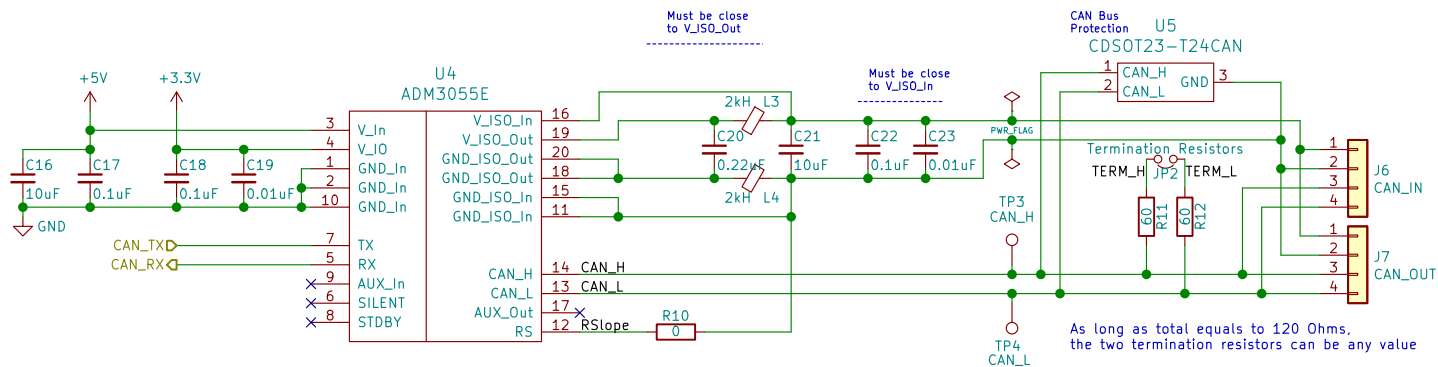 Must be close
to V_ISO_Out
Must be close
to V_ISO_In
CAN Bus
Protection
U5
CDSOT23-T24CAN
1
CAN_H
2
CAN_L
GND
3
+5V
+3.3V
U4
ADM3055E
3
V_In
4
V_IO
1
GND_In
2
GND_In
10
GND_In
7
TX
5
RX
9
AUX_In
6
SILENT
8
STDBY
V_ISO_In
16
V_ISO_Out
19
GND_ISO_Out
20
GND_ISO_Out
18
GND_ISO_In
15
GND_ISO_In
11
CAN_H
14
CAN_L
13
AUX_Out
17
RS
12
C16
10uF
C17
0.1uF
C18
0.1uF
C19
0.01uF
GND
CAN_TX
CAN_RX
2kH L3
C20
0.22uF
2kH L4
C21
10uF
C22
0.1uF
C23
0.01uF
PWR_FLAG
CAN_H
CAN_L
RSlope
R10
0
TP3
CAN_H
TP4
CAN_L
Termination Resistors
TERM_H
JP2
TERM_L
60
R11
60
R12
1
2
3
4
J6
CAN_IN
1
2
3
4
J7
CAN_OUT
As long as total equals to 120 Ohms,
the two termination resistors can be any value